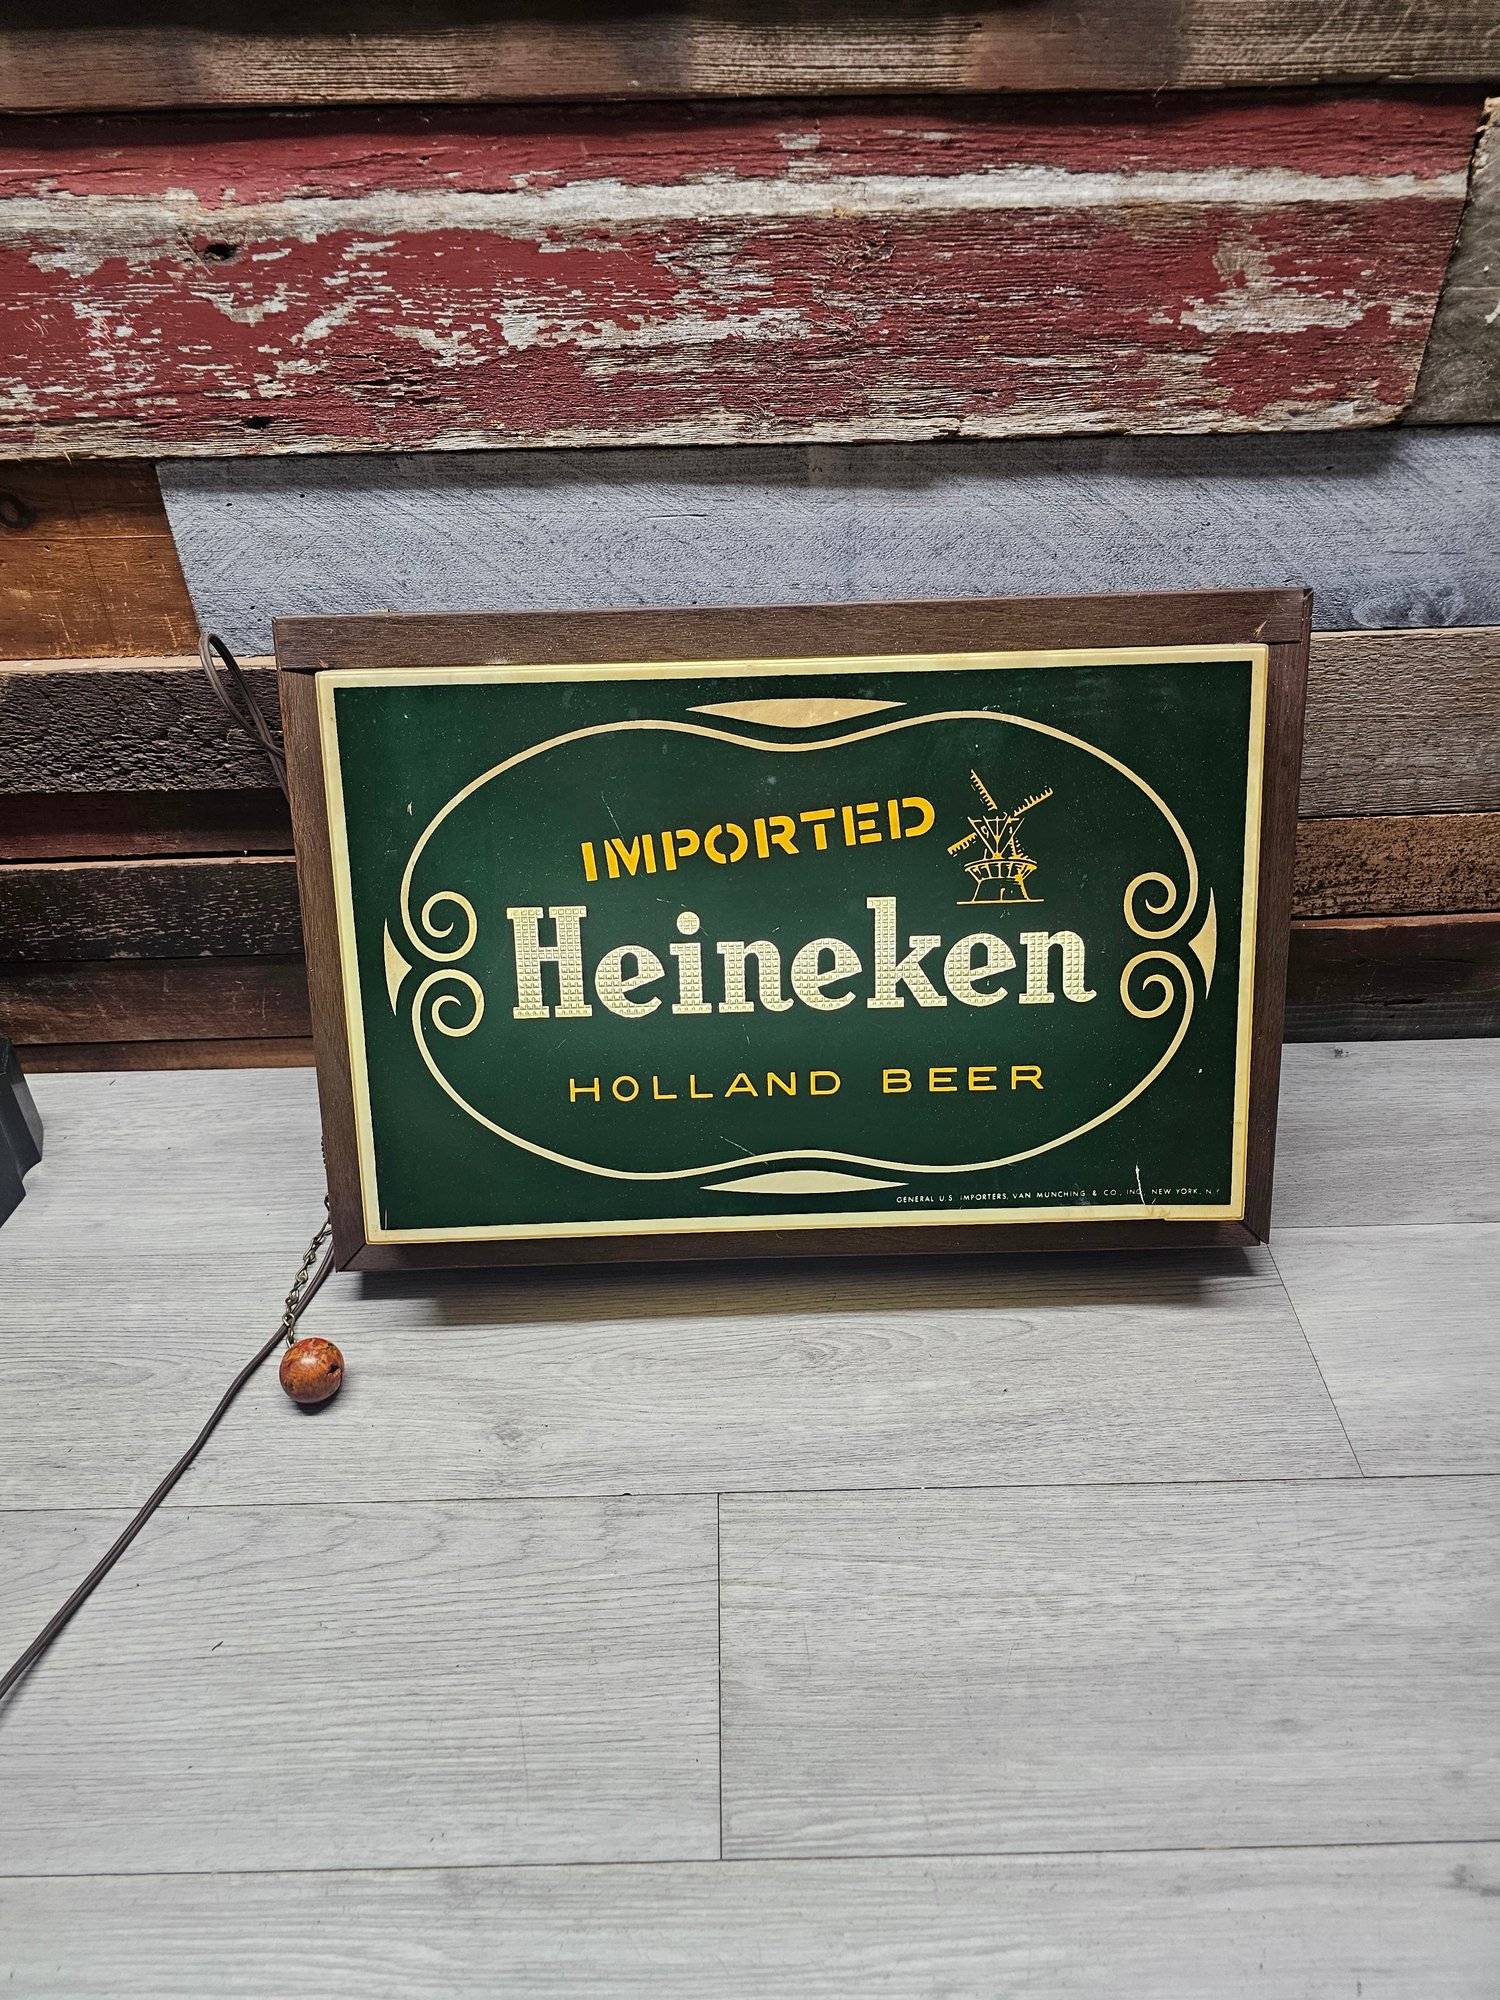 IMPORTED
Heineken
HOLLAND BEER
GENERAL U.S. IMPORTERS, VAN MUNCHING & CO., INC. NEW YORK, N.Y.